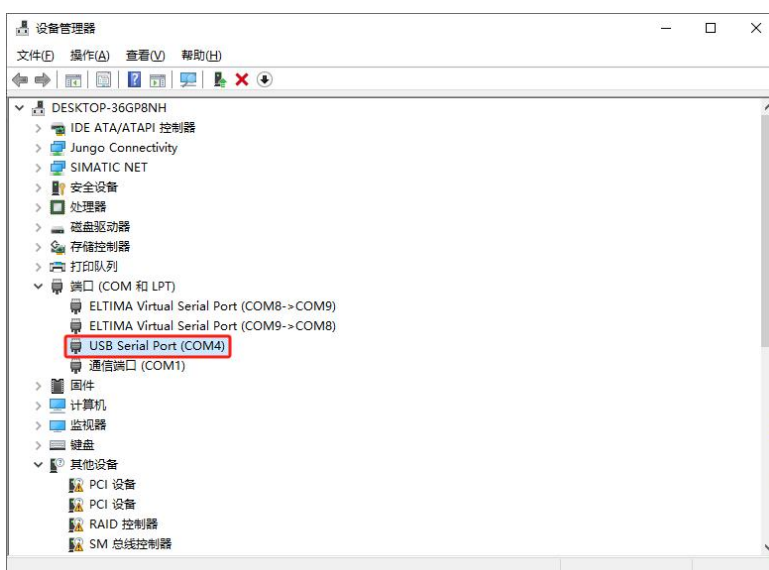 设备管理器
文件(F) 操作(A) 查看(V) 帮助(H)
DESKTOP-36GP8NH
IDE ATA/ATAPI 控制器
Jungo Connectivity
SIMATIC NET
安全设备
处理器
磁盘驱动器
存储控制器
打印队列
端口 (COM 和 LPT)
ELTIMA Virtual Serial Port (COM8->COM9)
ELTIMA Virtual Serial Port (COM9->COM8)
USB Serial Port (COM4)
通信端口 (COM1)
固件
计算机
监视器
键盘
其他设备
PCI 设备
PCI 设备
RAID 控制器
SM 总线控制器